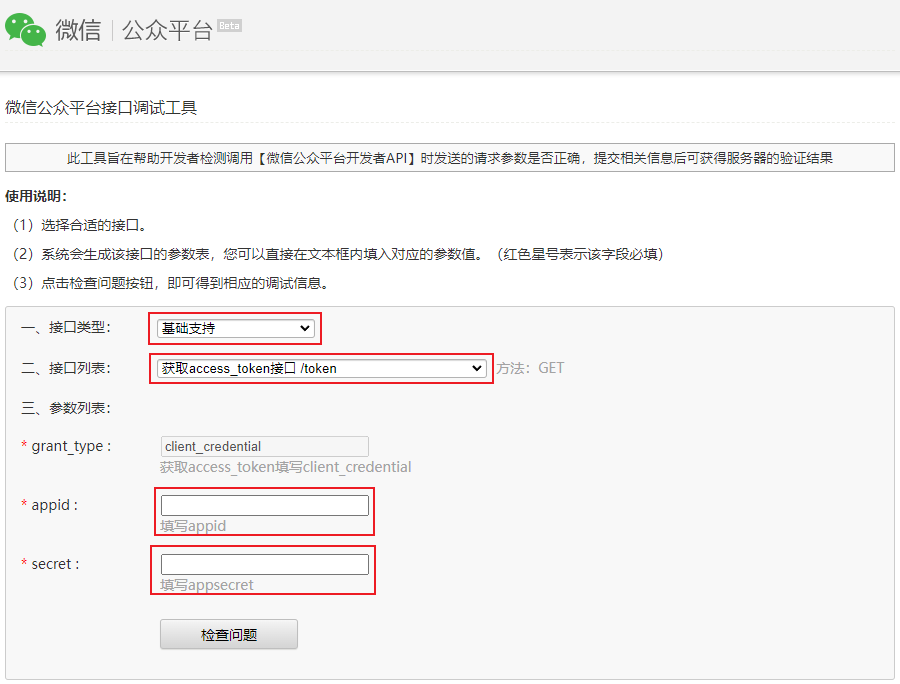 微信 公众平台 Beta
微信公众平台接口调试工具
此工具旨在帮助开发者检测调用【微信公众平台开发者API】时发送的请求参数是否正确，提交相关信息后可获得服务器的验证结果
使用说明：
（1）选择合适的接口。
（2）系统会生成该接口的参数表，您可以直接在文本框内填入对应的参数值。（红色星号表示该字段必填）
（3）点击检查问题按钮，即可得到相应的调试信息。
一、接口类型： 基础支持
二、接口列表： 获取access_token接口 /token 方法：GET
三、参数列表：
* grant_type : client_credential
获取access_token填写client_credential
* appid :
填写appid
* secret :
填写appsecret
检查问题